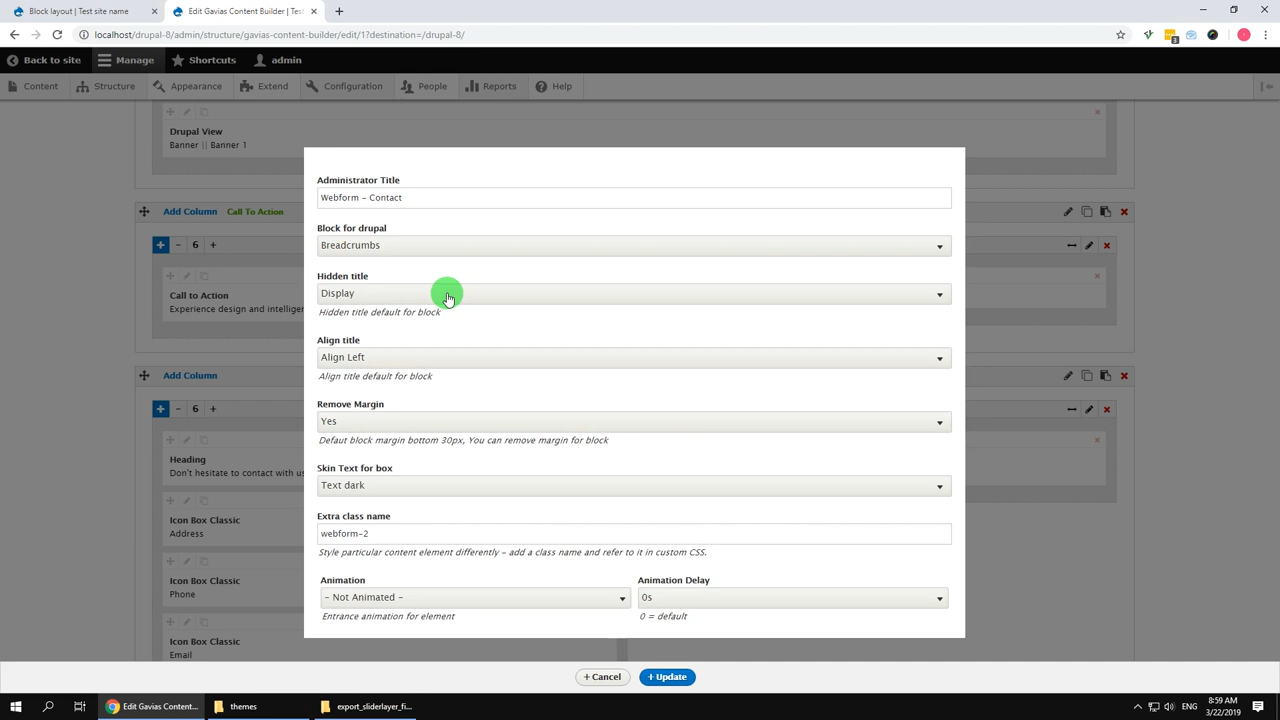 Block layout | Test site name
Edit Gavias Content Builder | Tes
localhost/drupal-8/admin/structure/gavias-content-builder/edit/1?destination=/drupal-8/
3
Back to site
Manage
Shortcuts
admin
Content
Structure
Appearance
Extend
Configuration
People
Reports
Help
Drupal View
Banner || Banner 1
Add Column Call To Action
- 6 +
Call to Action
Experience design and intelligen
Add Column
- 6 +
Heading
Don't hesitate to contact with us
Icon Box Classic
Address
Icon Box Classic
Phone
Icon Box Classic
Email
Administrator Title
Webform - Contact
Block for drupal
Breadcrumbs
Hidden title
Display
Hidden title default for block
Align title
Align Left
Align title default for block
Remove Margin
Yes
Defaut block margin bottom 30px, You can remove margin for block
Skin Text for box
Text dark
Extra class name
webform-2
Style particular content element differently - add a class name and refer to it in custom CSS.
Animation
Animation Delay
- Not Animated -
0s
Entrance animation for element
0 = default
+ Cancel
+ Update
Edit Gavias Content...
themes
export_sliderlayer_fi...
ENG
8:59 AM
3/22/2019